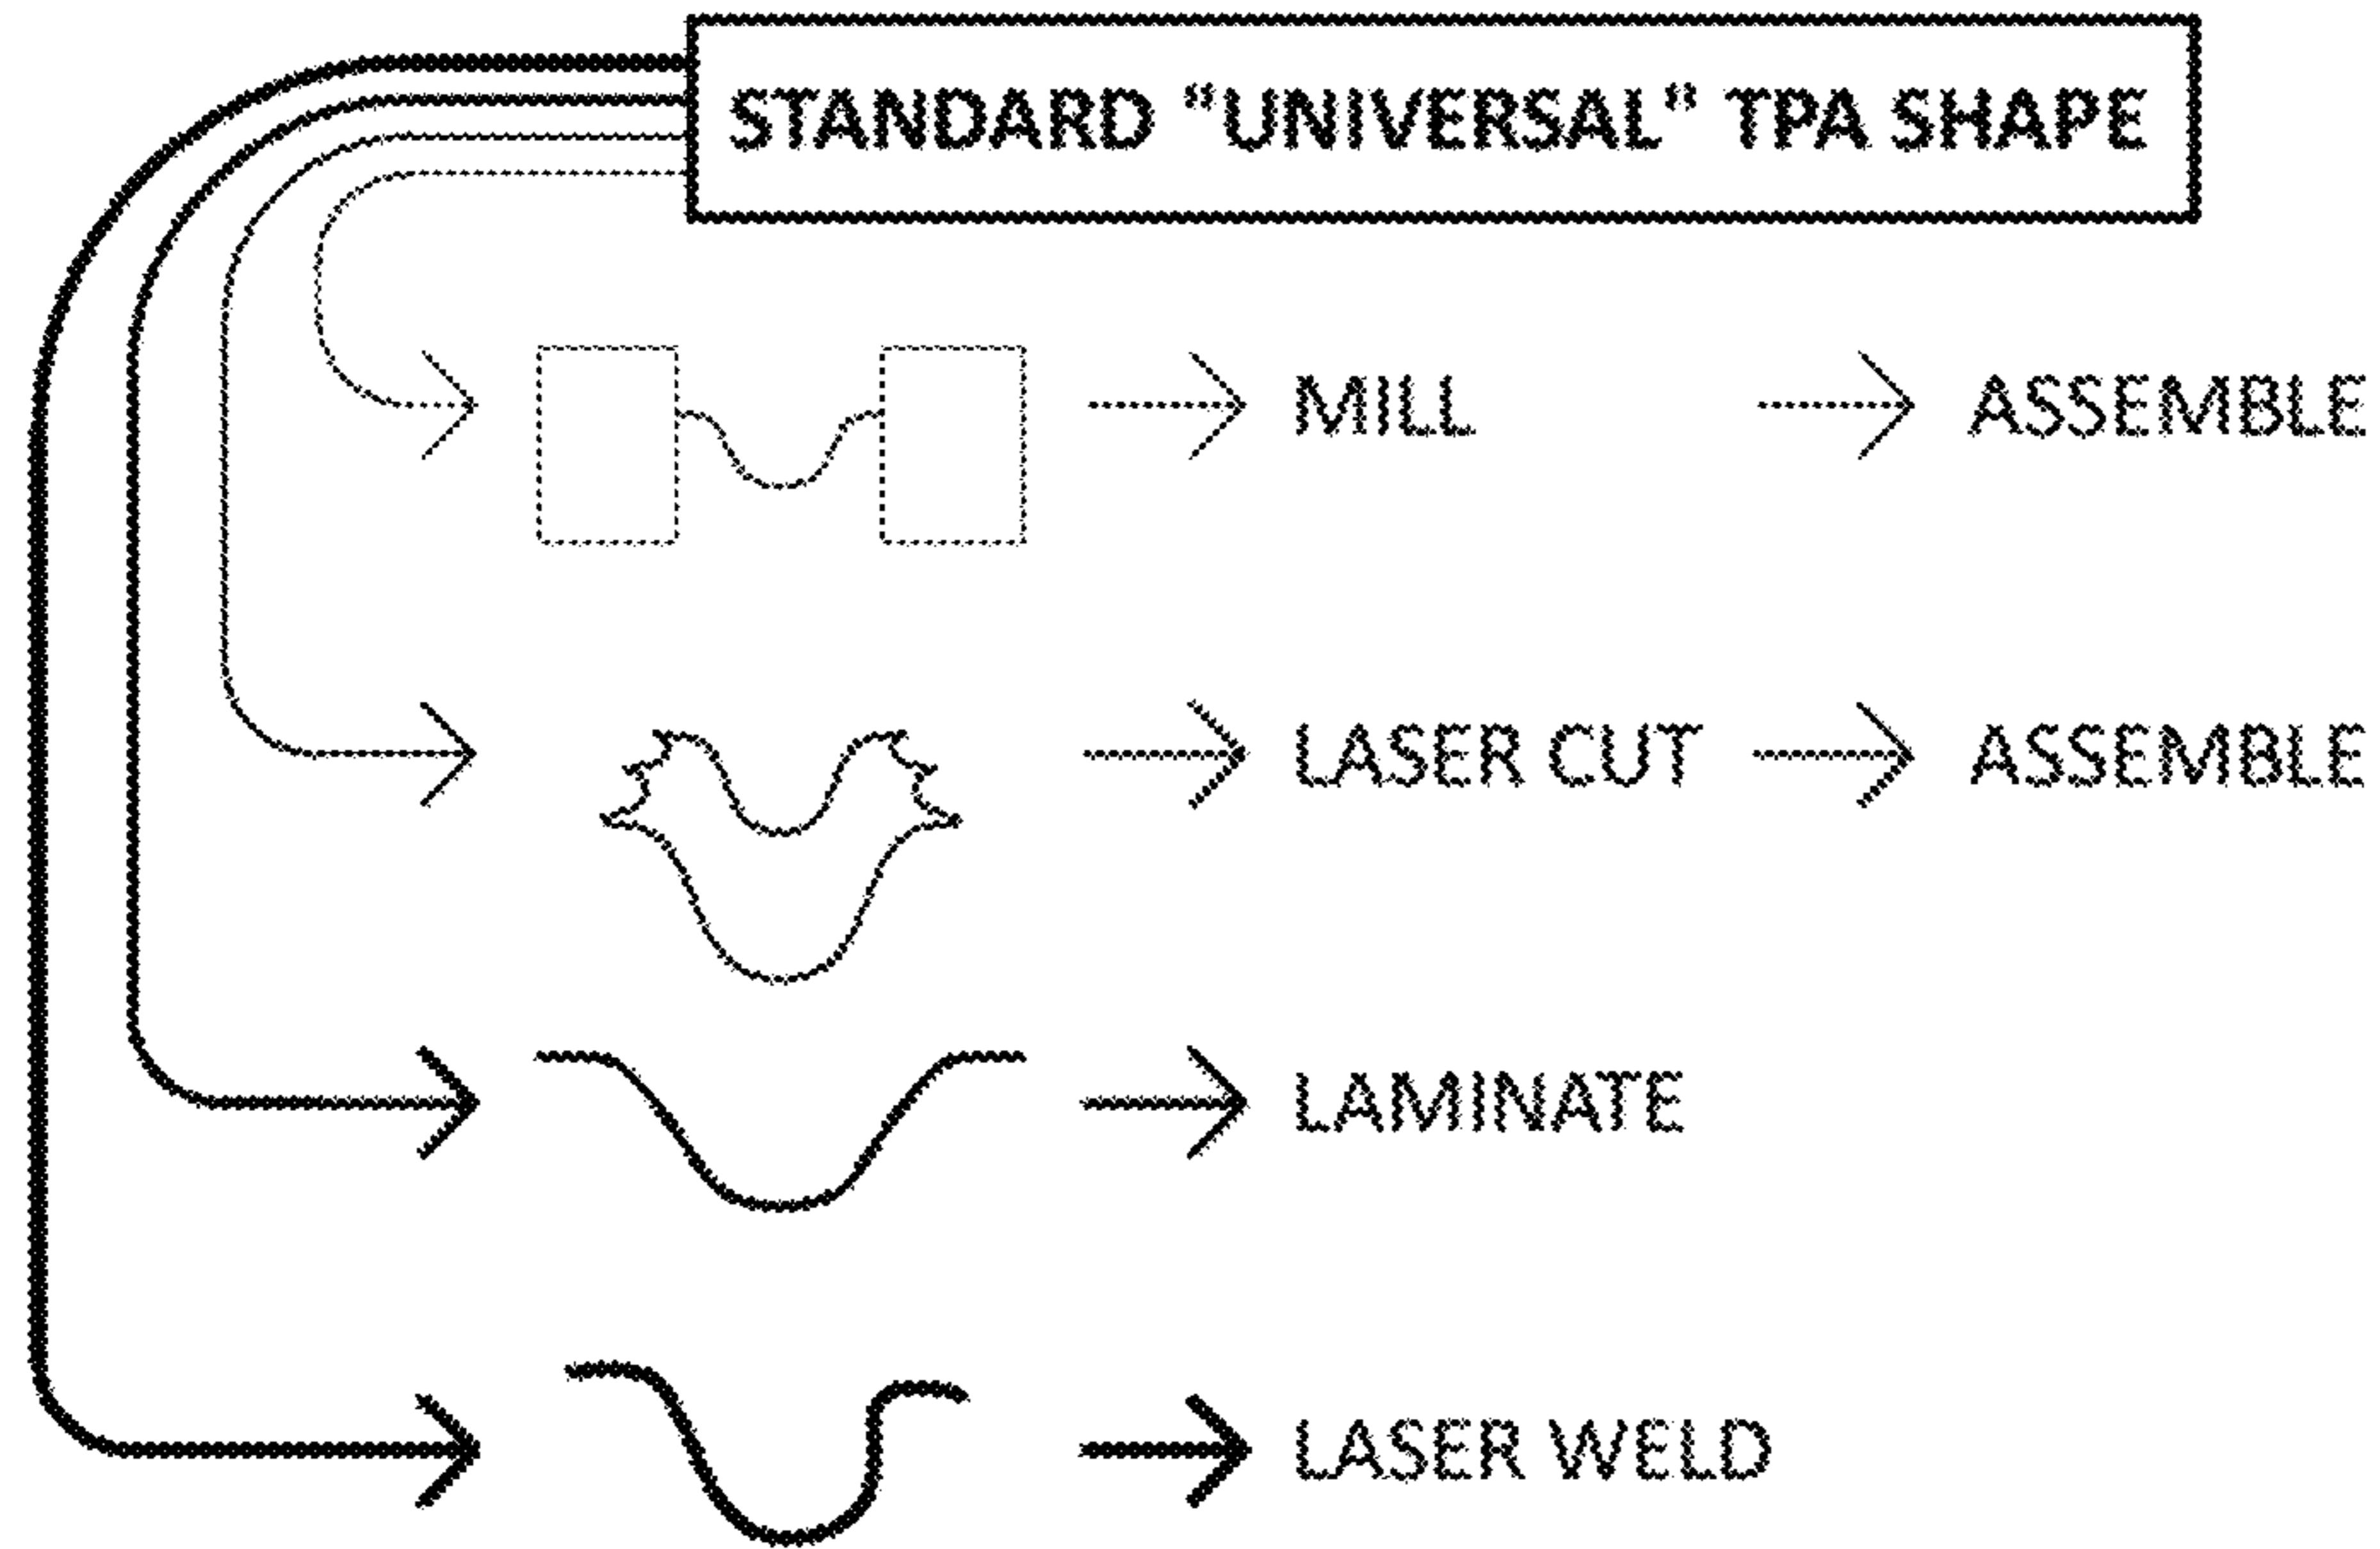 STANDARD "UNIVERSAL" TPA SHAPE
MILL ASSEMBLE
LASER CUT ASSEMBLE
LAMINATE
LASER WELD